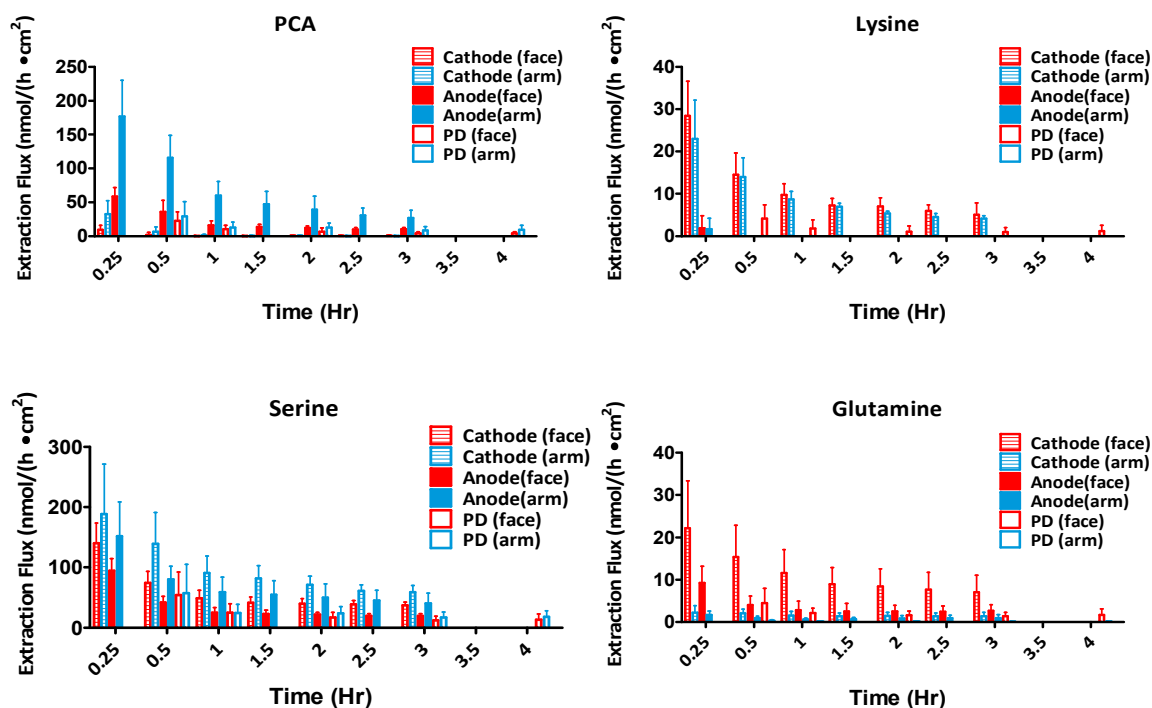 PCA
Extraction Flux (nmol/(h •cm²)
250
200
150
100
50
0
Cathode (face)
Cathode (arm)
Anode(face)
Anode(arm)
PD (face)
PD (arm)
0.25
0.5
1
1.5
2
2.5
3
3.5
4
Time (Hr)
Lysine
Extraction Flux (nmol/(h •cm²)
40
30
20
10
0
Cathode (face)
Cathode (arm)
Anode(face)
Anode(arm)
PD (face)
PD (arm)
0.25
0.5
1
1.5
2
2.5
3
3.5
4
Time (Hr)
Serine
Extraction Flux (nmol/(h •cm²)
300
200
100
0
Cathode (face)
Cathode (arm)
Anode(face)
Anode(arm)
PD (face)
PD (arm)
0.25
0.5
1
1.5
2
2.5
3
3.5
4
Time (Hr)
Glutamine
Extraction Flux (nmol/(h •cm²)
40
30
20
10
0
Cathode (face)
Cathode (arm)
Anode(face)
Anode(arm)
PD (face)
PD (arm)
0.25
0.5
1
1.5
2
2.5
3
3.5
4
Time (Hr)